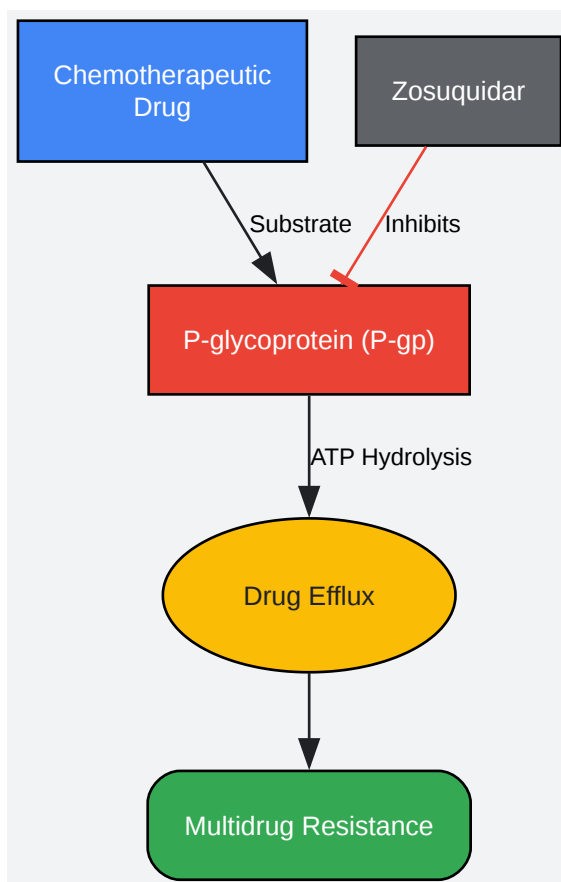 Chemotherapeutic
Drug
Zosuquidar
Substrate
Inhibits
P-glycoprotein (P-gp)
ATP Hydrolysis
Drug Efflux
Multidrug Resistance